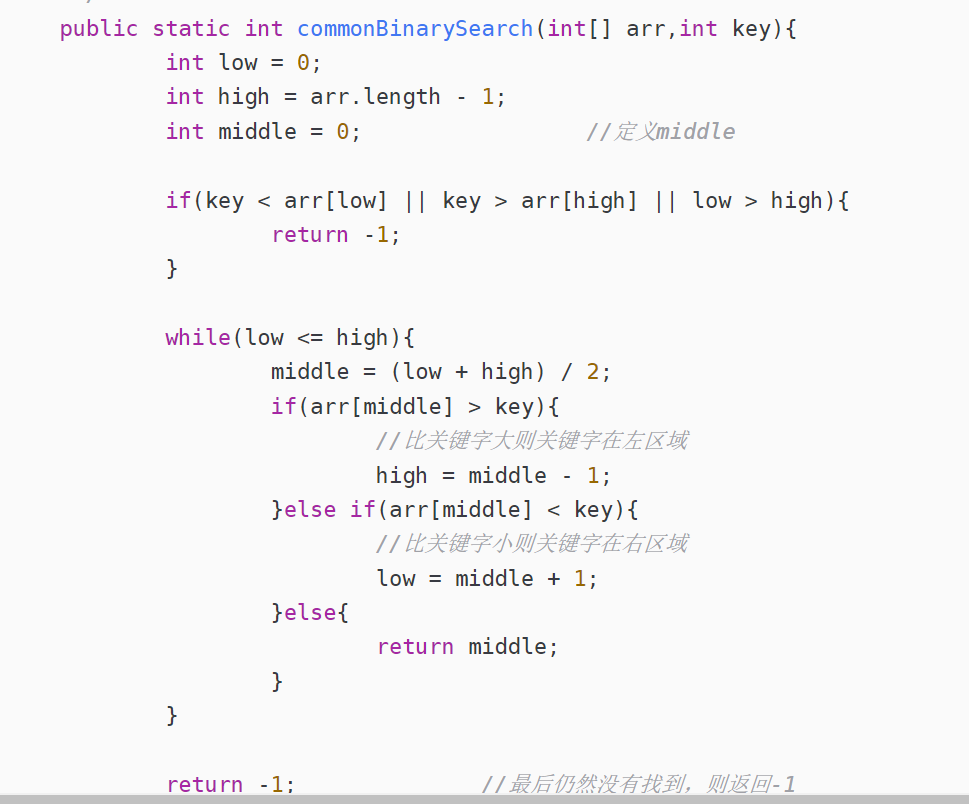 public static int commonBinarySearch(int[] arr,int key){
int low = 0;
int high = arr.length - 1;
int middle = 0; //定义middle
if(key < arr[low] || key > arr[high] || low > high){
return -1;
}
while(low <= high){
middle = (low + high) / 2;
if(arr[middle] > key){
//比关键字大则关键字在左区域
high = middle - 1;
}else if(arr[middle] < key){
//比关键字小则关键字在右区域
low = middle + 1;
}else{
return middle;
}
}
return -1; //最后仍然没有找到，则返回-1